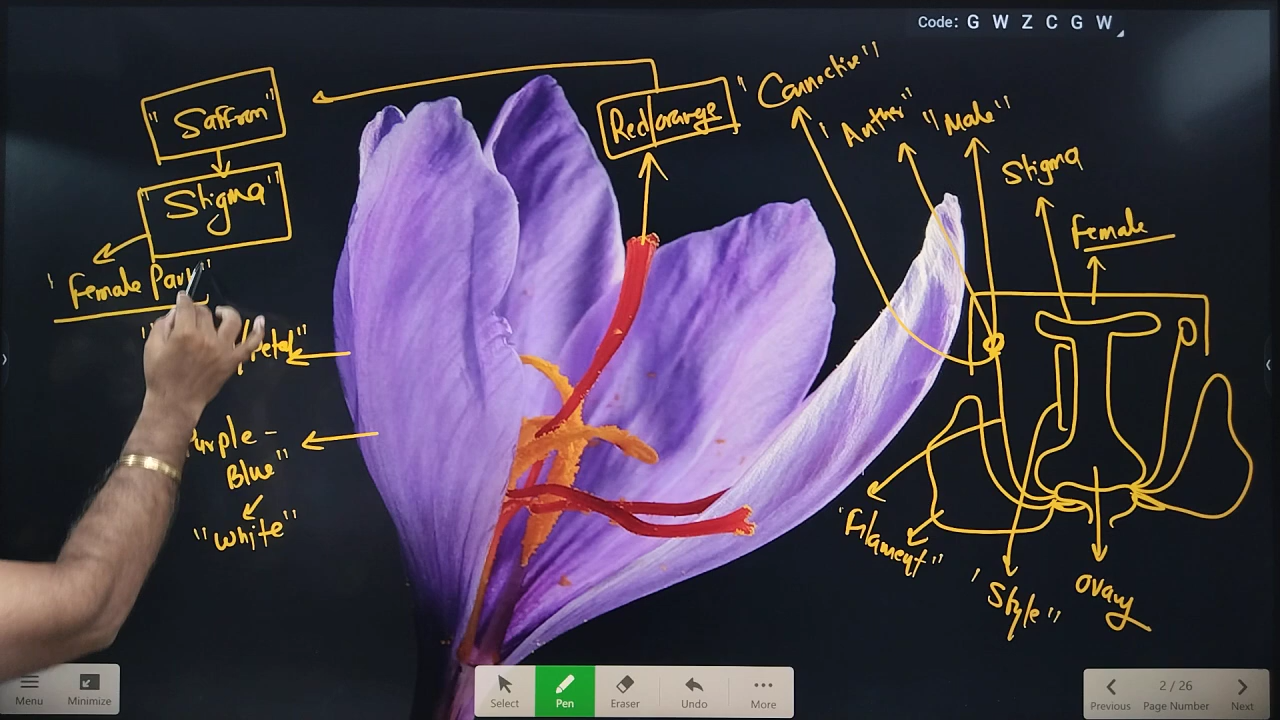 Code: G W Z C G W
"Saffron"
"Stigma"
"Female Part"
Petal"
Purple -
Blue"
"White"
Red/orange
"Connective"
"Anther"
"Male"
Stigma
Female
"Filament"
"Style"
Ovary
Menu
Minimize
Select
Pen
Eraser
Undo
More
Previous
2 / 26
Page Number
Next